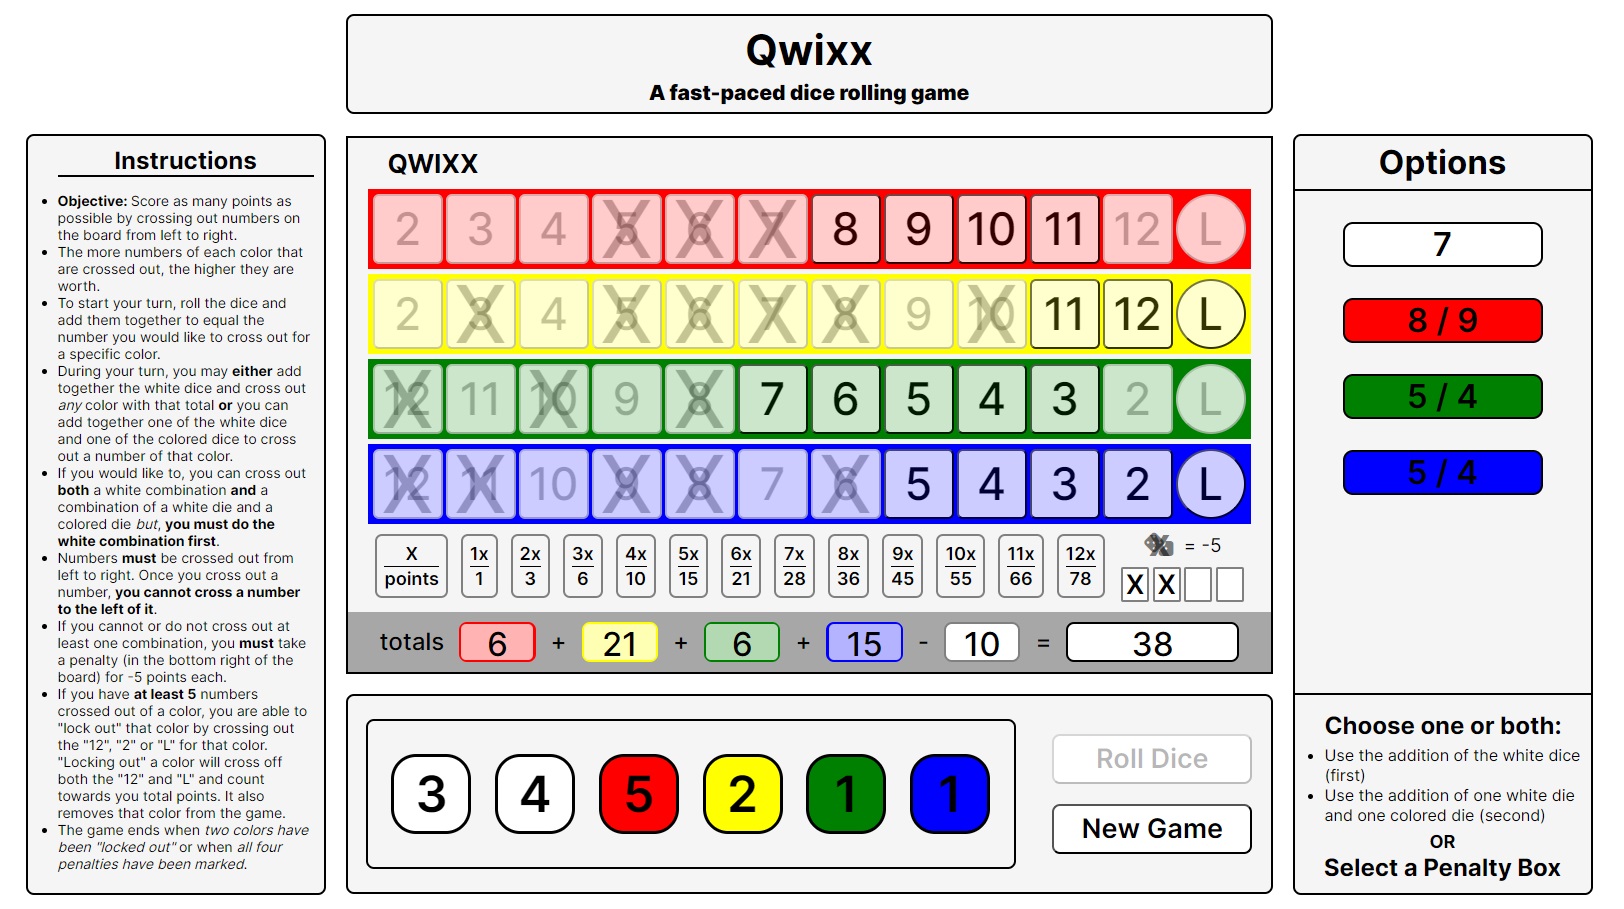 Qwixx
A fast-paced dice rolling game
Instructions
Objective: Score as many points as
possible by crossing out numbers on
the board from left to right.
The more numbers of each color that
are crossed out, the higher they are
worth.
To start your turn, roll the dice and
add them together to equal the
number you would like to cross out for
a specific color.
During your turn, you may either add
together the white dice and cross out
any color with that total or you can
add together one of the white dice
and one of the colored dice to cross
out a number of that color.
If you would like to, you can cross out
both a white combination and a
combination of a white die and a
colored die but, you must do the
white combination first.
Numbers must be crossed out from
left to right. Once you cross out a
number, you cannot cross a number
to the left of it.
If you cannot or do not cross out at
least one combination, you must take
a penalty (in the bottom right of the
board) for -5 points each.
If you have at least 5 numbers
crossed out of a color, you are able to
"lock out" that color by crossing out
the "12", "2" or "L" for that color.
"Locking out" a color will cross off
both the "12" and "L" and count
towards you total points. It also
removes that color from the game.
The game ends when two colors have
been "locked out" or when all four
penalties have been marked.
QWIXX
2 3 4 5 6 7 8 9 10 11 12 L
2 3 4 5 6 7 8 9 10 11 12 L
12 11 10 9 8 7 6 5 4 3 2 L
12 11 10 9 8 7 6 5 4 3 2 L
X 1x 2x 3x 4x 5x 6x 7x 8x 9x 10x 11x 12x
points 1 3 6 10 15 21 28 36 45 55 66 78
= -5
X X
totals 6 + 21 + 6 + 15 - 10 = 38
3 4 5 2 1 1
Roll Dice
New Game
Options
7
8 / 9
5 / 4
5 / 4
Choose one or both:
Use the addition of the white dice
(first)
Use the addition of one white die
and one colored die (second)
OR
Select a Penalty Box